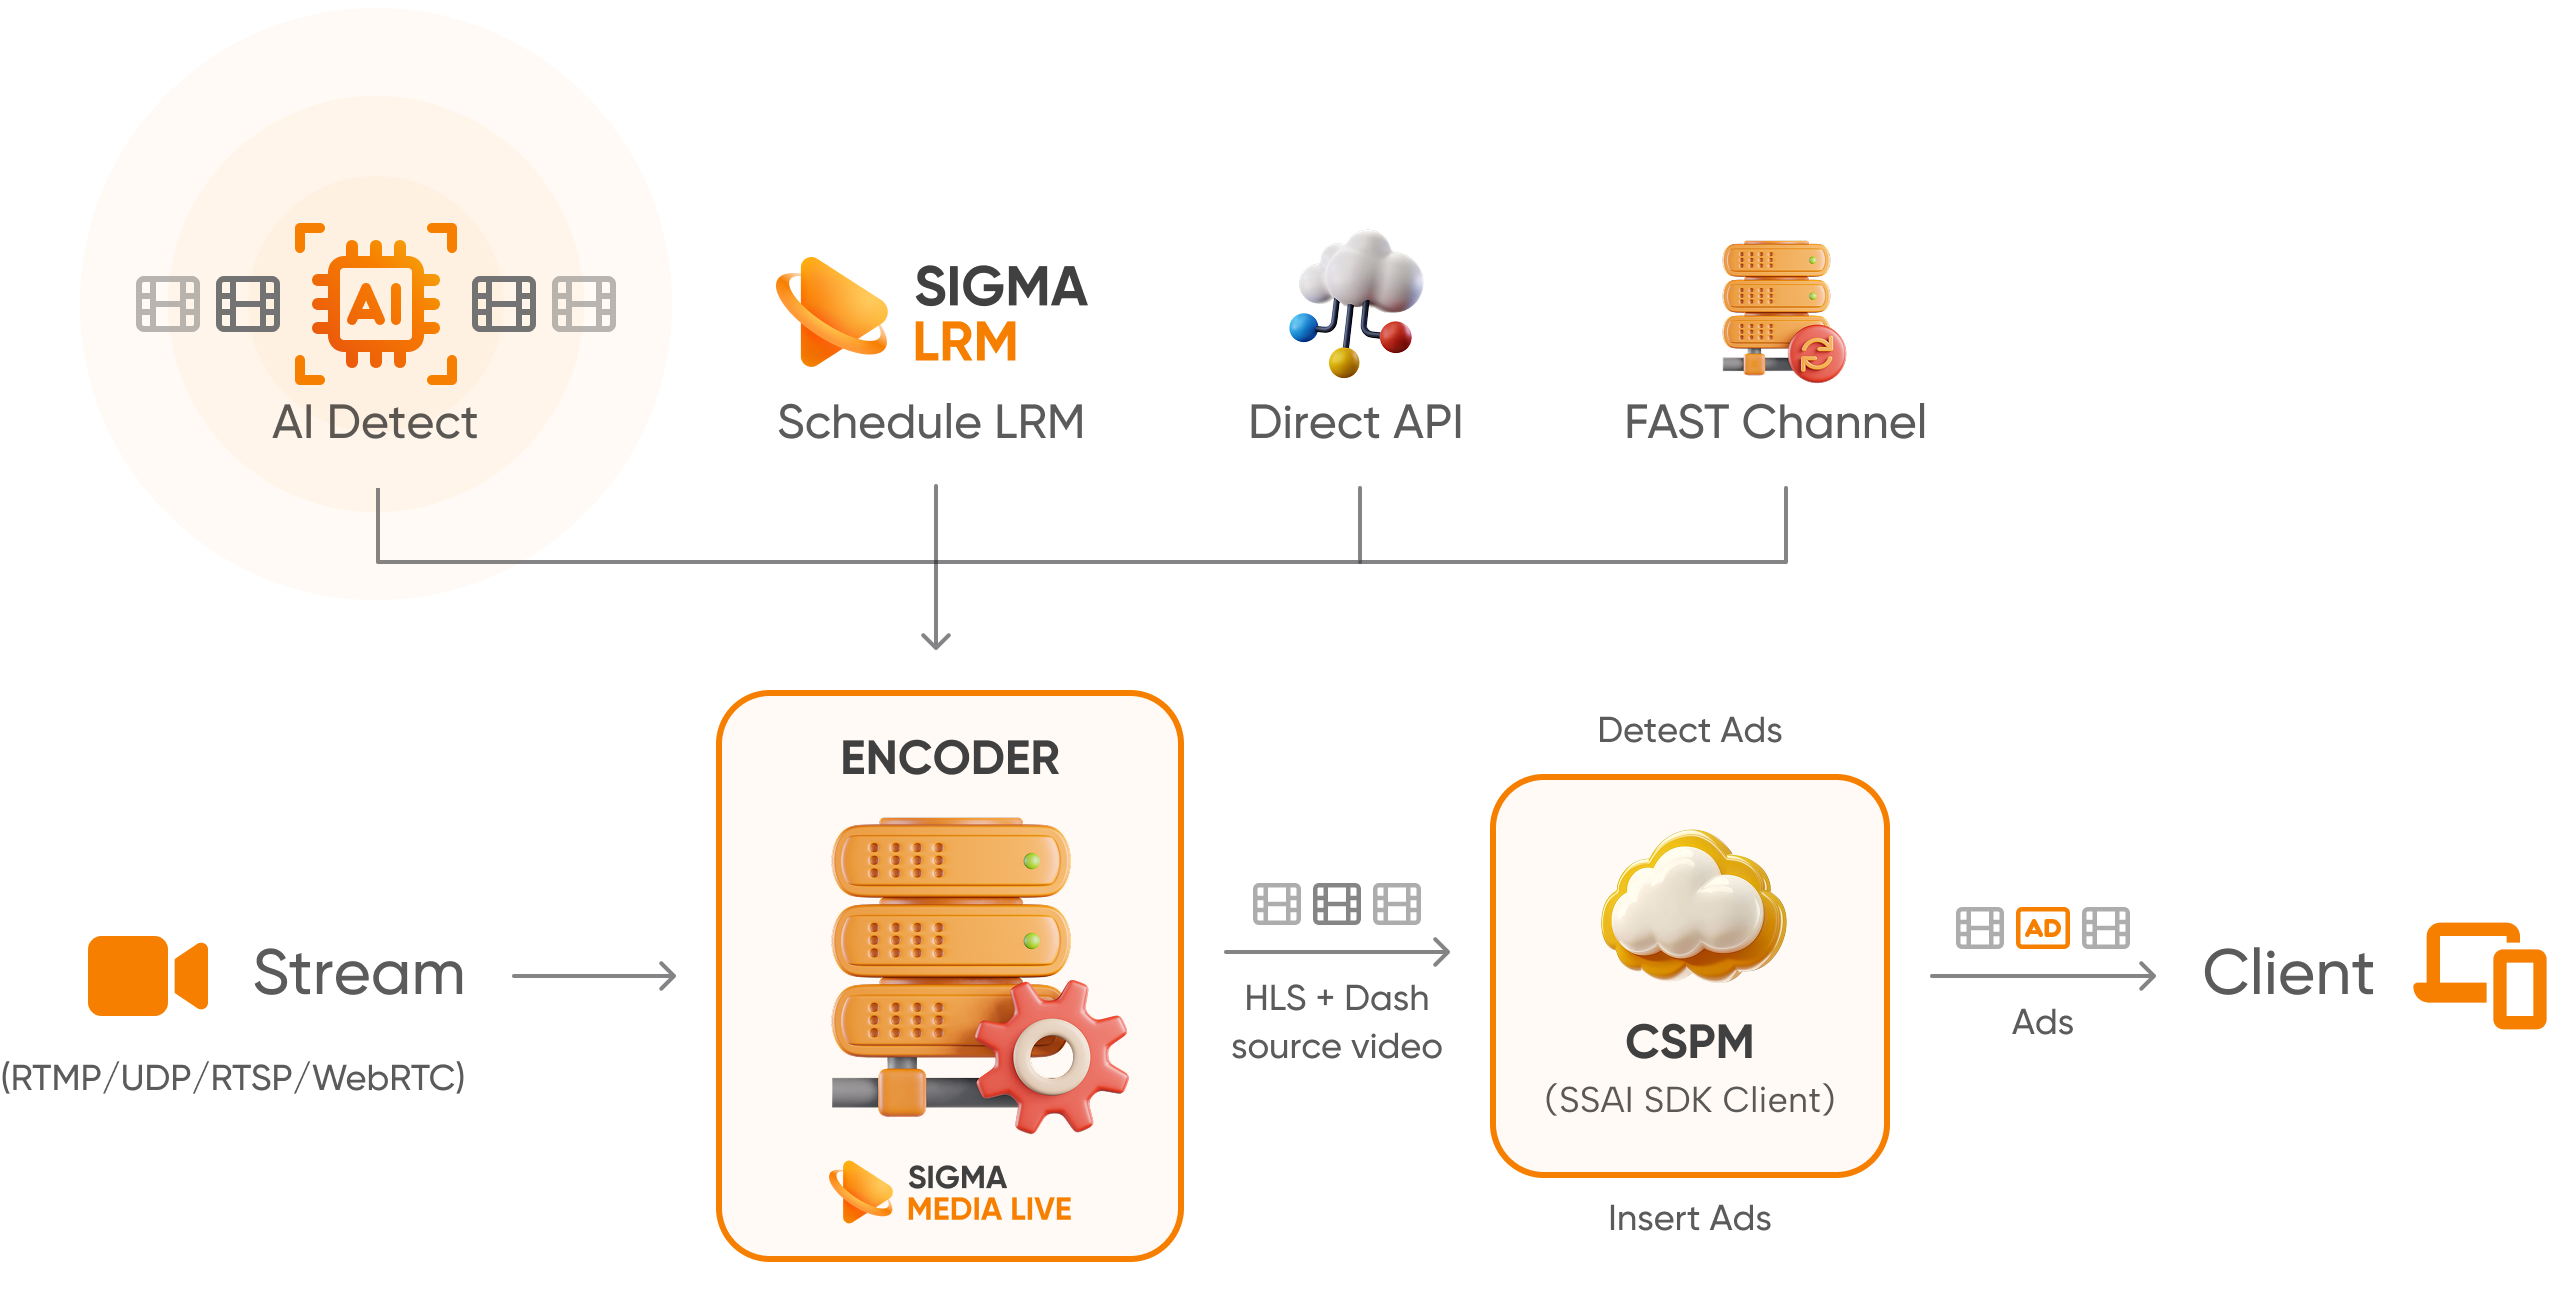 AI
AI Detect
SIGMA
LRM
Schedule LRM
Direct API
FAST Channel
Stream
(RTMP/UDP/RTSP/WebRTC)
ENCODER
SIGMA
MEDIA LIVE
HLS + Dash
source video
Detect Ads
CSPM
(SSAI SDK Client)
Insert Ads
AD
Ads
Client